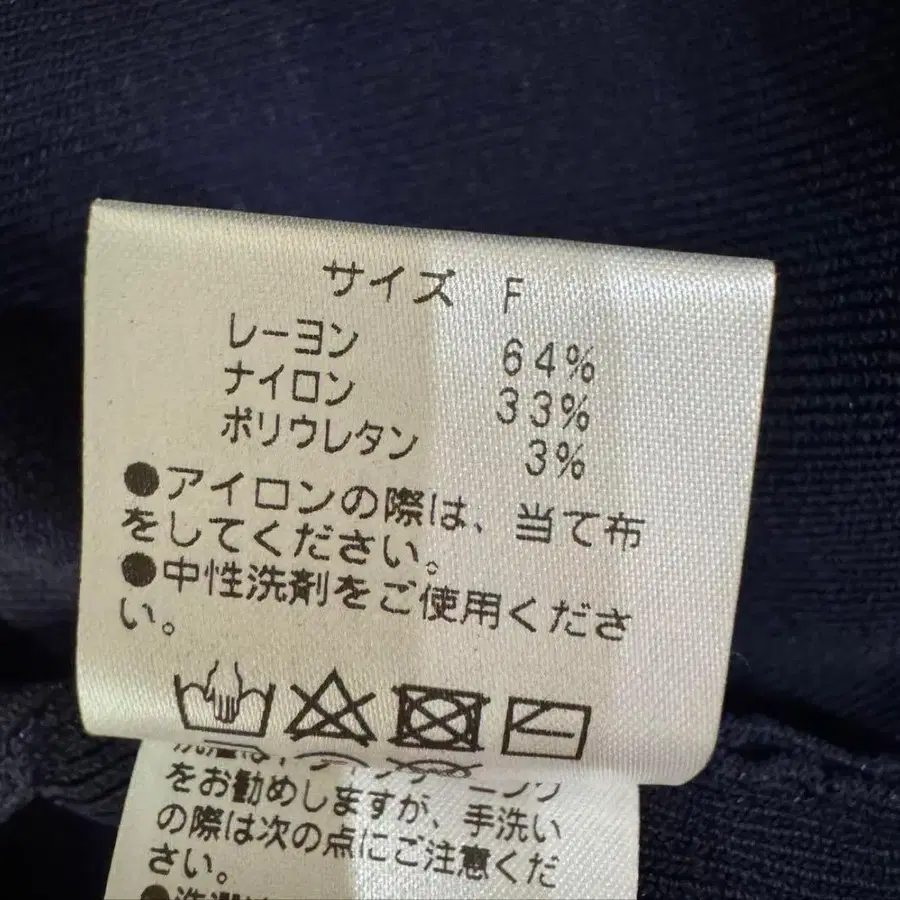 サイズ F
レーヨン 64%
ナイロン 33%
ポリウレタン 3%
●アイロンの際は、当て布
をしてください。
●中性洗剤をご使用くださ
い。
をお勧めしますが、手洗い
の際は次の点にご注意くだ
さい。